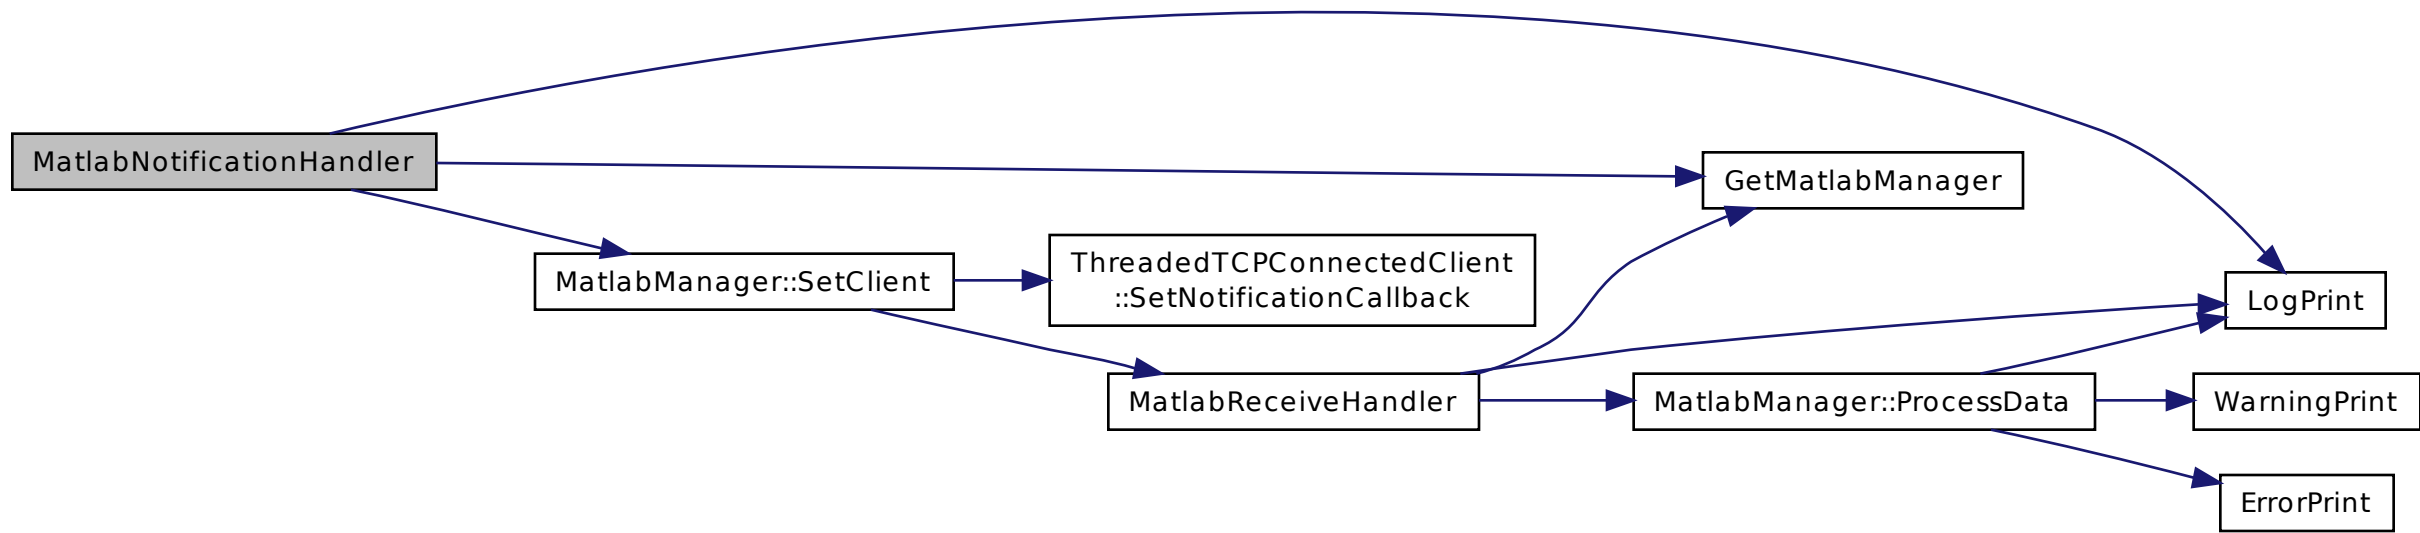 MatlabNotificationHandler
GetMatlabManager
MatlabManager::SetClient
ThreadedTCPConnectedClient
::SetNotificationCallback
LogPrint
MatlabReceiveHandler
MatlabManager::ProcessData
WarningPrint
ErrorPrint